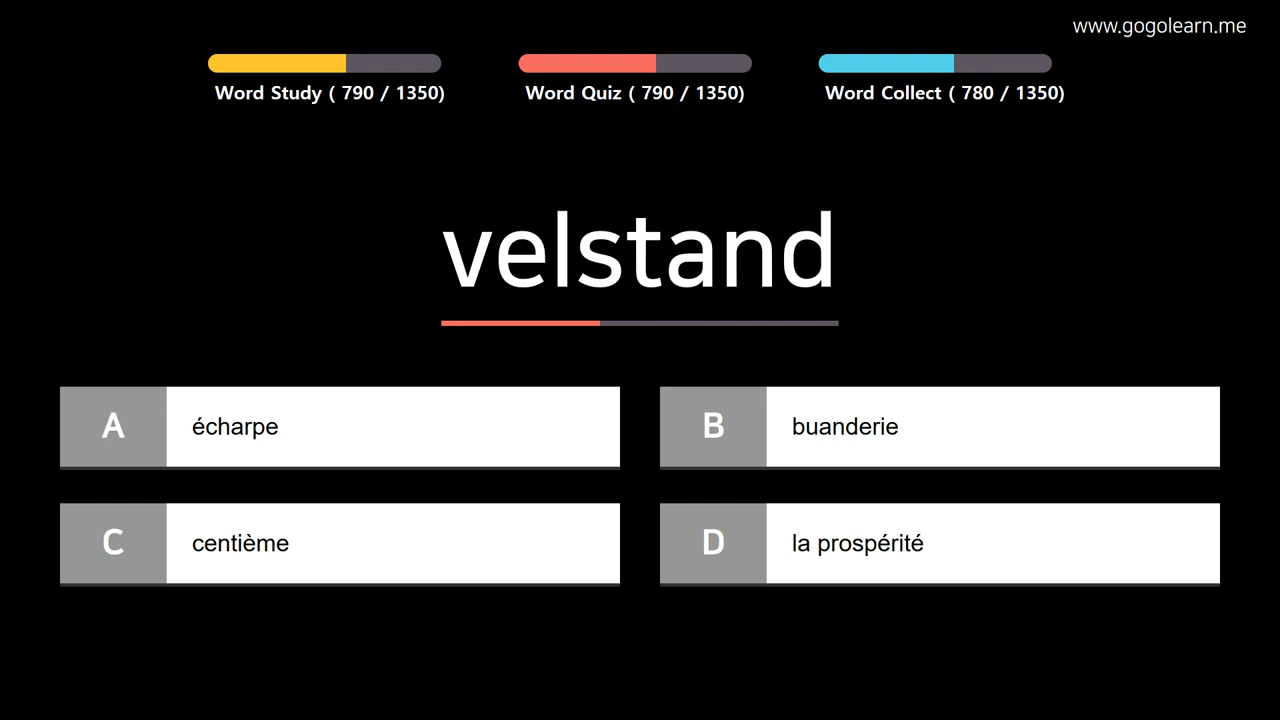 www.gogolearn.me
Word Study ( 790 / 1350)
Word Quiz ( 790 / 1350)
Word Collect ( 780 / 1350)
velstand
A écharpe
B buanderie
C centième
D la prospérité